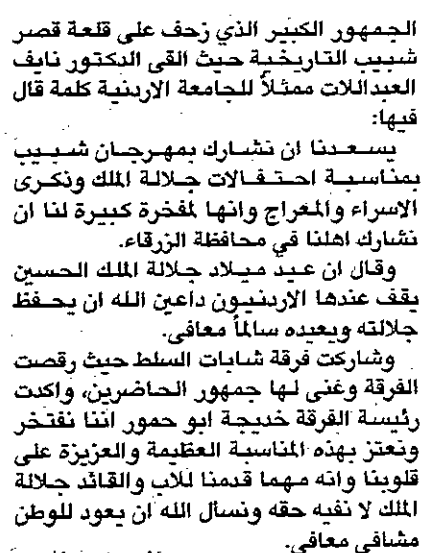 الجمهور الكبير الذي زحف على قلعة قصر
شبيب التاريخية حيث القى الدكتور نايف
العبداللات ممثلاً للجامعة الاردنية كلمة قال
فيها:
يسعدنا ان نشارك بمهرجان شبيب
بمناسبة احتفالات جلالة الملك وذكرى
الاسراء والمعراج وانها لمفخرة كبيرة لنا ان
نشارك اهلنا في محافظة الزرقاء.
وقال ان عيد ميلاد جلالة الملك الحسين
يقف عندها الاردنيون داعين الله ان يحفظ
جلالته ويعيده سالماً معافى.
وشاركت فرقة شابات السلط حيث رقصت
الفرقة وغنى لها جمهور الحاضرين، واكدت
رئيسة الفرقة خديجة ابو حمور اننا نفتخر
ونعتز بهذه المناسبة العظيمة والعزيزة على
قلوبنا وانه مهما قدمنا للاب والقائد جلالة
الملك لا نفيه حقه ونسأل الله ان يعود للوطن
مشافى معافى.